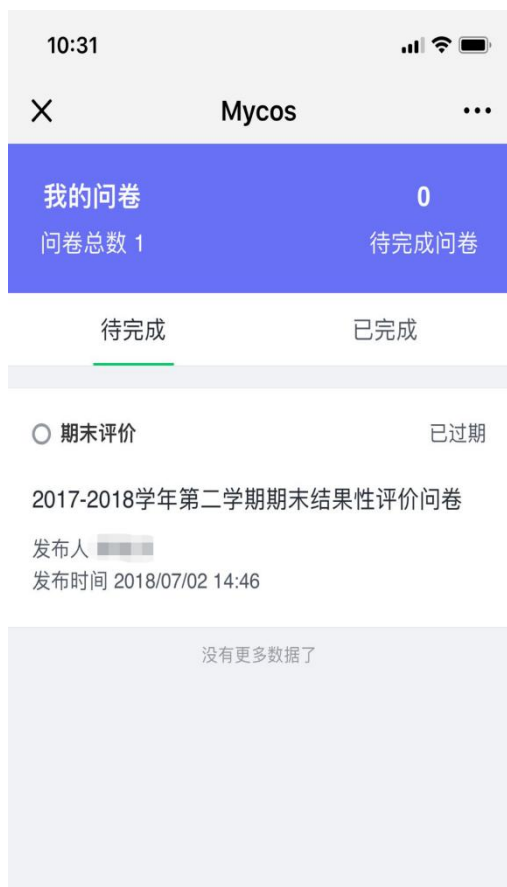 10:31
Mycos
我的问卷 0
问卷总数 1 待完成问卷
待完成 已完成
期末评价 已过期
2017-2018学年第二学期期末结果性评价问卷
发布人
发布时间 2018/07/02 14:46
没有更多数据了